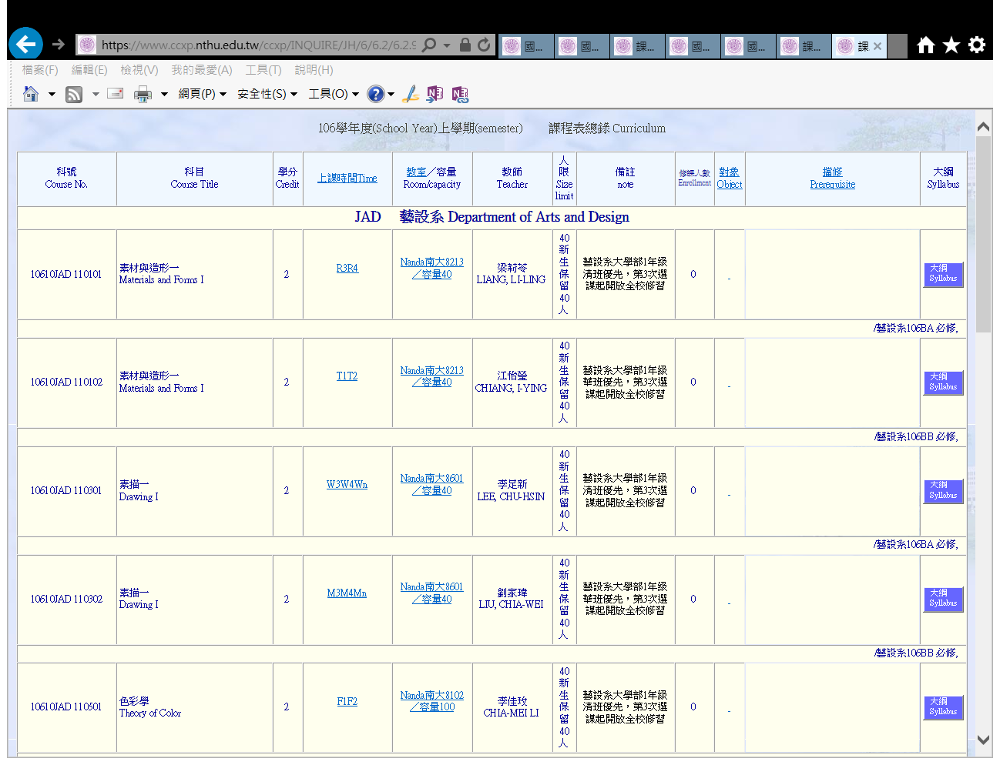 https://www.ccxp.nthu.edu.tw/ccxp/INQUIRE/JH/6/6.2/6.2.9
國...
國...
課...
國...
國...
課...
課
檔案(F) 編輯(E) 檢視(V) 我的最愛(A) 工具(T) 說明(H)
網頁(P) 安全性(S) 工具(O)
106學年度(School Year)上學期(semester) 課程表總錄 Curriculum
科號
Course No.
科目
Course Title
學分
Credit
上課時間Time
教室／容量
Room/capacity
教師
Teacher
人
限
Size
limit
備註
note
修課人數
Enrollment
對象
Object
擋修
Prerequisite
大綱
Syllabus
JAD 藝設系 Department of Arts and Design
10610JAD 110101
素材與造形一
Materials and Forms I
2
R3R4
Nanda南大8213
／容量40
梁莉苓
LIANG, LI-LING
40
新
生
保
留
40
人
藝設系大學部1年級
清班優先，第3次選
課起開放全校修習
0
-
大綱
Syllabus
/藝設系106BA 必修,
10610JAD 110102
素材與造形一
Materials and Forms I
2
T1T2
Nanda南大8213
／容量40
江怡瑩
CHIANG, I-YING
40
新
生
保
留
40
人
藝設系大學部1年級
華班優先，第3次選
課起開放全校修習
0
-
大綱
Syllabus
/藝設系106BB 必修,
10610JAD 110301
素描一
Drawing I
2
W3W4Wn
Nanda南大8601
／容量40
李足新
LEE, CHU-HSIN
40
新
生
保
留
40
人
藝設系大學部1年級
清班優先，第3次選
課起開放全校修習
0
-
大綱
Syllabus
/藝設系106BA 必修,
10610JAD 110302
素描一
Drawing I
2
M3M4Mn
Nanda南大8601
／容量40
劉家瑋
LIU, CHIA-WEI
40
新
生
保
留
40
人
藝設系大學部1年級
華班優先，第3次選
課起開放全校修習
0
-
大綱
Syllabus
/藝設系106BB 必修,
10610JAD 110501
色彩學
Theory of Color
2
F1F2
Nanda南大8102
／容量100
李佳玫
CHIA-MEI LI
40
新
生
保
留
40
人
藝設系大學部1年級
清班優先，第3次選
課起開放全校修習
0
-
大綱
Syllabus